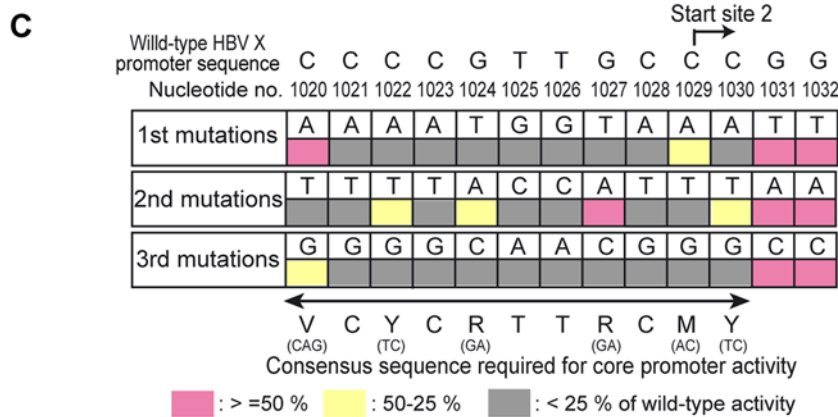 C
Start site 2
Willd-type HBV X
promoter sequence
C C C C G T T G C C C G G
Nucleotide no. 1020 1021 1022 1023 1024 1025 1026 1027 1028 1029 1030 1031 1032
1st mutations A A A A T G G T A A A T T
2nd mutations T T T T A C C A T T T A A
3rd mutations G G G G C A A C G G G C C
V C Y C R T T R C M Y
(CAG) (TC) (GA) (GA) (AC) (TC)
Consensus sequence required for core promoter activity
: > =50 % : 50-25 % : < 25 % of wild-type activity